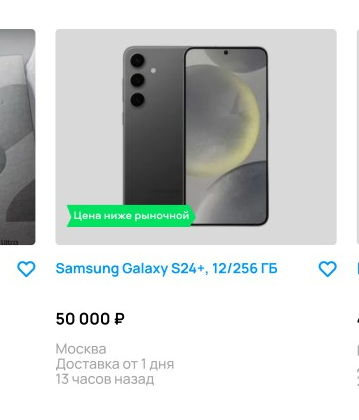 Цена ниже рыночной
Samsung Galaxy S24+, 12/256 ГБ
50 000 ₽
Москва
Доставка от 1 дня
13 часов назад